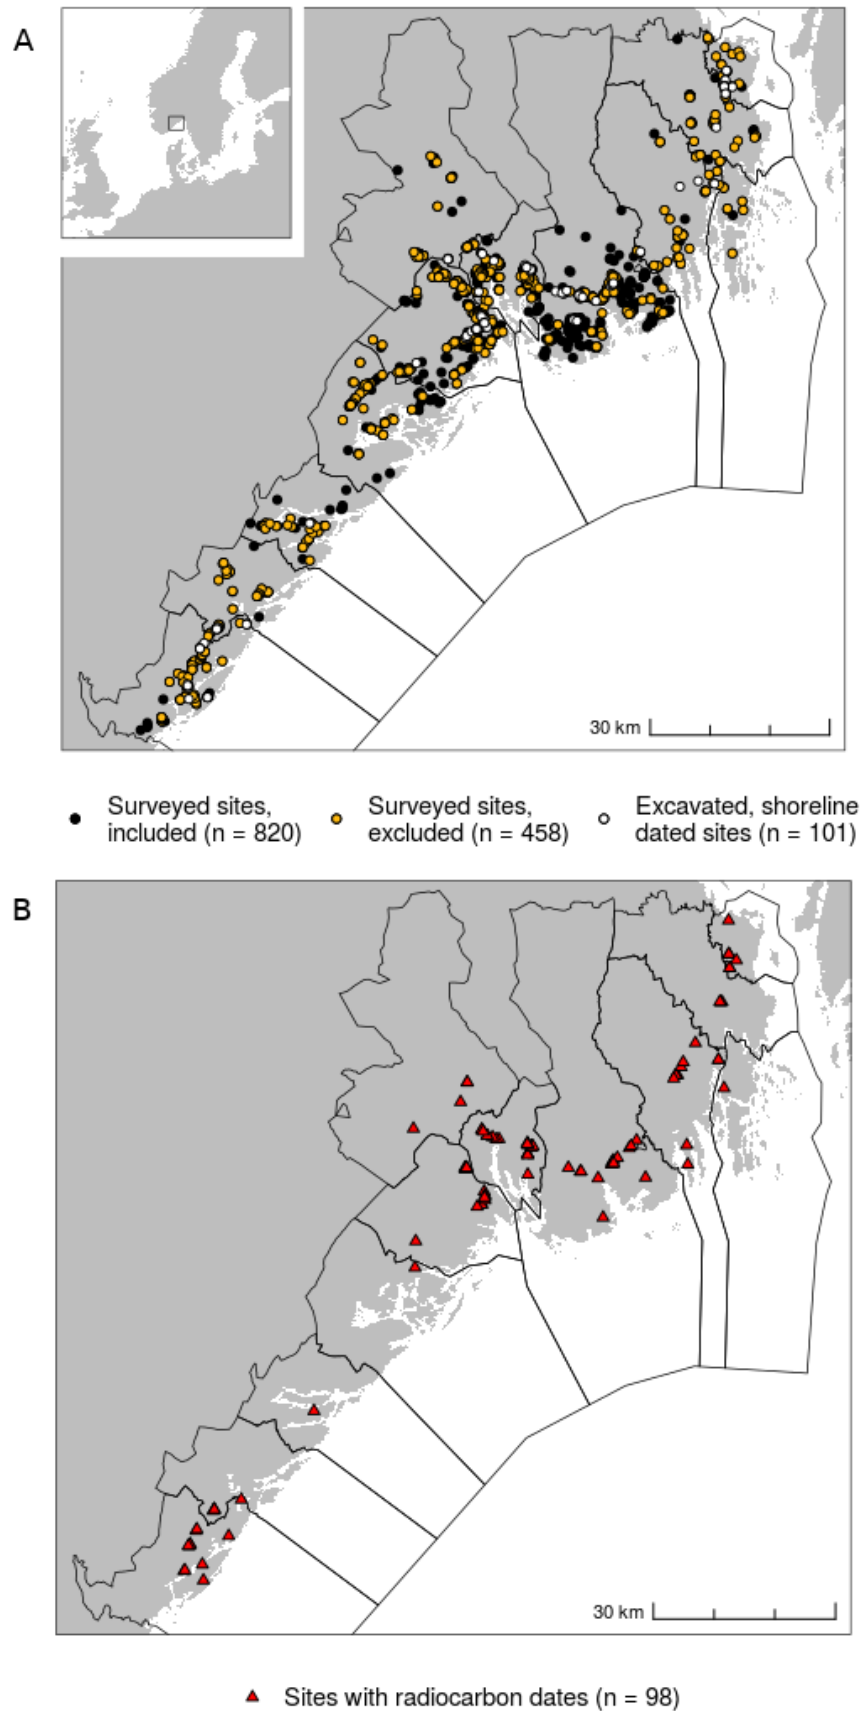 A
30 km
Surveyed sites,
included (n = 820)
Surveyed sites,
excluded (n = 458)
Excavated, shoreline
dated sites (n = 101)
B
30 km
Sites with radiocarbon dates (n = 98)